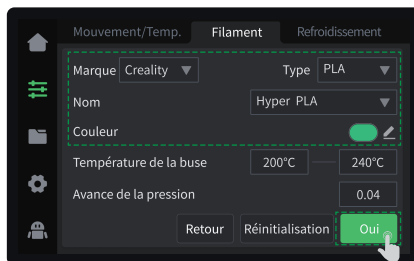 Mouvement/Temp. Filament Refroidissement
Marque Creality Type PLA
Nom Hyper PLA
Couleur
Température de la buse 200°C 240°C
Avance de la pression 0.04
Retour Réinitialisation Oui